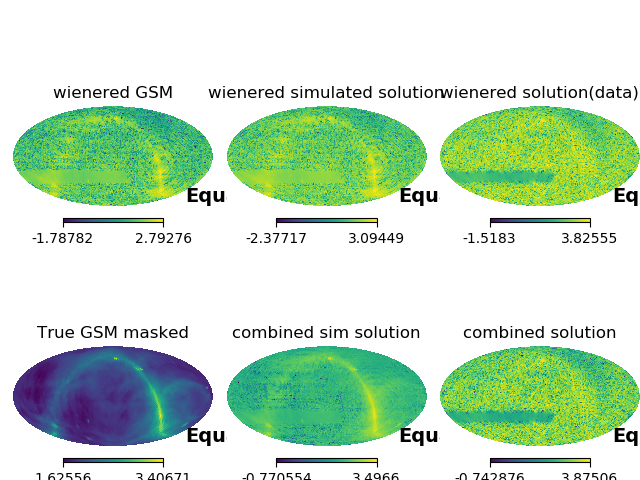 wienered GSM
wienered simulated solution
wienered solution(data)
Equ
Equ
Eq
-1.78782 2.79276
-2.37717 3.09449
-1.5183 3.82555
True GSM masked
combined sim solution
combined solution
Equ
Equ
Eq
1.62556 3.40671
-0.770554 3.4966
-0.742876 3.87506